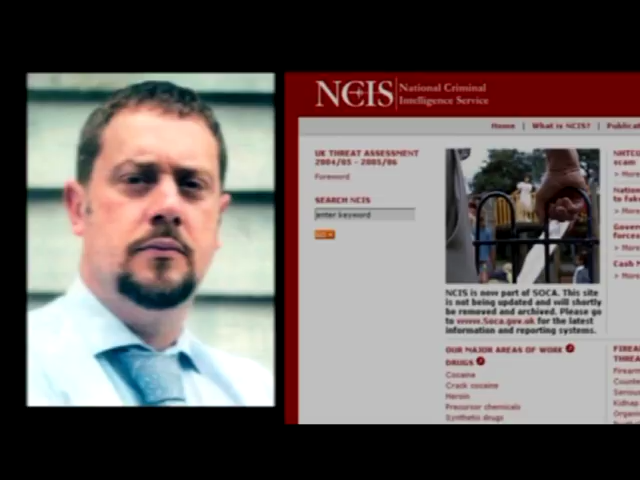 NCIS
National Criminal
Intelligence Service
Home | What is NCIS? |
UK THREAT ASSESSMENT
2004/05 - 2005/06
Foreword
SEARCH NCIS
enter keyword
NCIS is now part of SOCA. This site
is not being updated and will shortly
be removed and archived. Please go
to www.Soca.gov.uk for the latest
information and reporting systems.
OUR MAJOR AREAS OF WORK
DRUGS
Cocaine
Crack cocaine
Heroin
Precursor chemicals
Synthetic drugs
scam
> More
to fake
> More
> More
> More